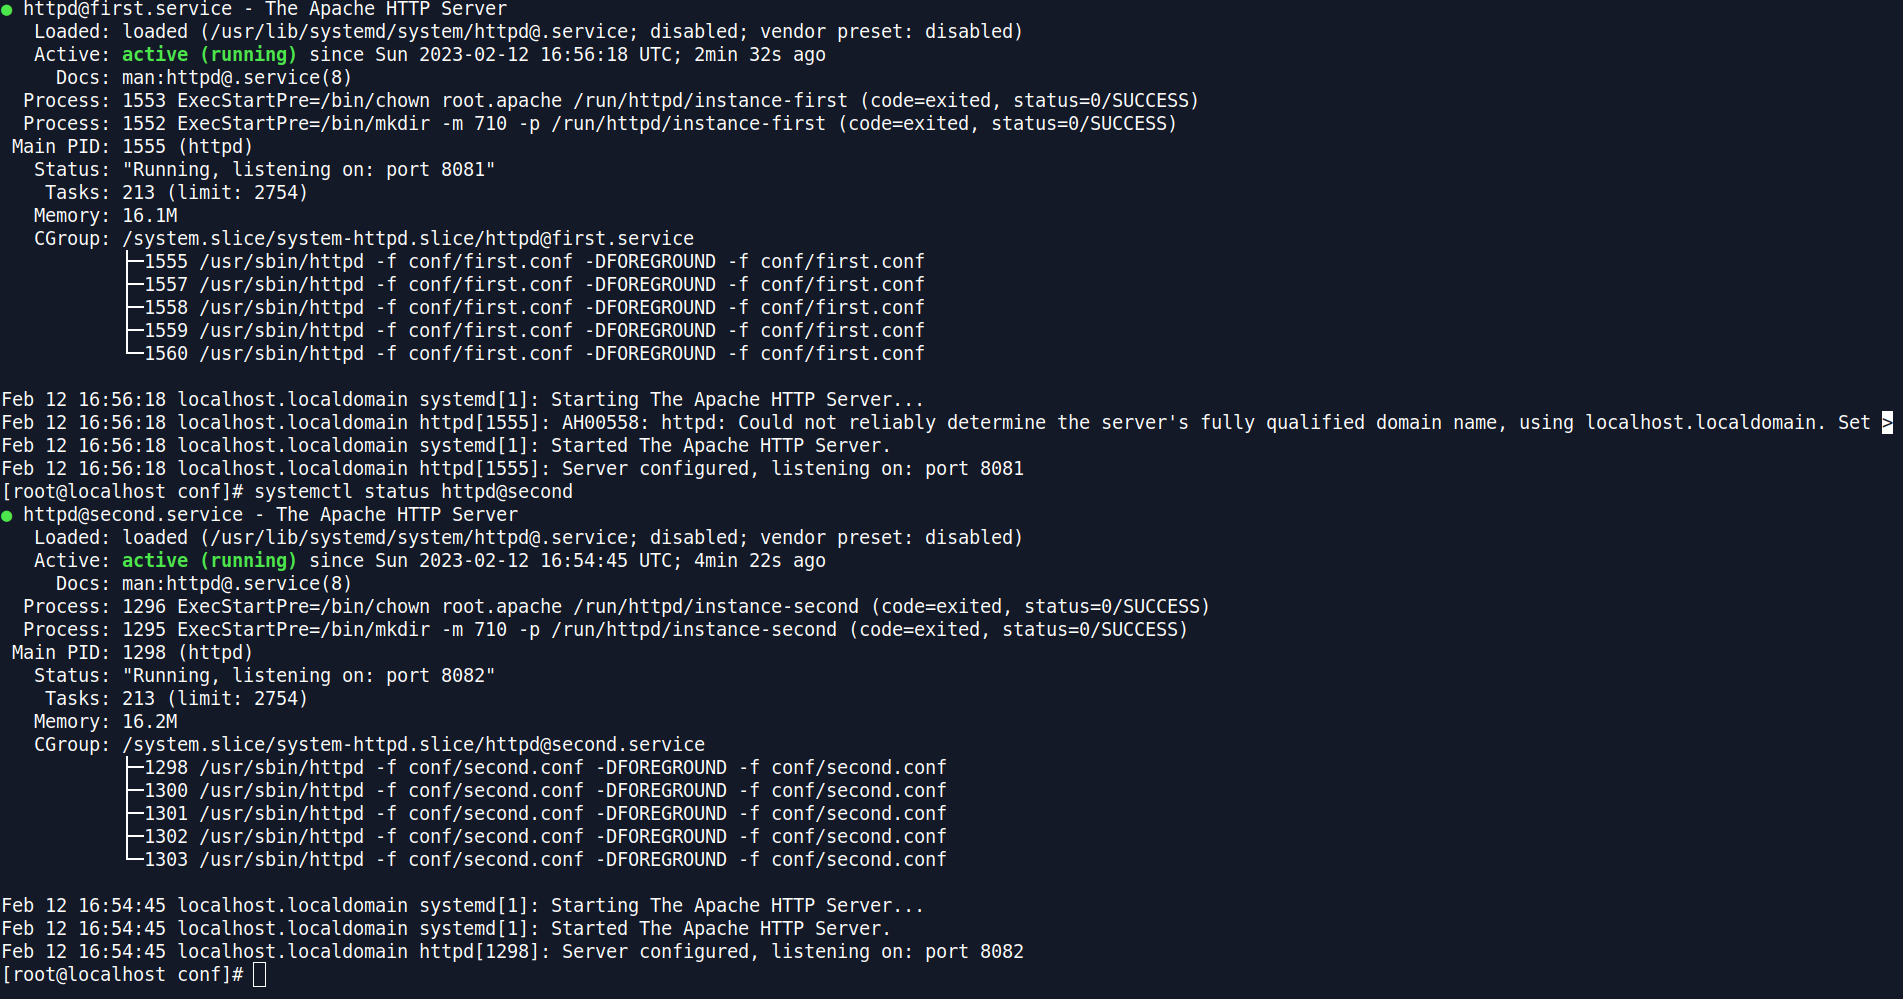 ● httpd@first.service - The Apache HTTP Server
   Loaded: loaded (/usr/lib/systemd/system/httpd@.service; disabled; vendor preset: disabled)
   Active: active (running) since Sun 2023-02-12 16:56:18 UTC; 2min 32s ago
     Docs: man:httpd@.service(8)
  Process: 1553 ExecStartPre=/bin/chown root.apache /run/httpd/instance-first (code=exited, status=0/SUCCESS)
  Process: 1552 ExecStartPre=/bin/mkdir -m 710 -p /run/httpd/instance-first (code=exited, status=0/SUCCESS)
 Main PID: 1555 (httpd)
   Status: "Running, listening on: port 8081"
    Tasks: 213 (limit: 2754)
   Memory: 16.1M
   CGroup: /system.slice/system-httpd.slice/httpd@first.service
           ├─1555 /usr/sbin/httpd -f conf/first.conf -DFOREGROUND -f conf/first.conf
           ├─1557 /usr/sbin/httpd -f conf/first.conf -DFOREGROUND -f conf/first.conf
           ├─1558 /usr/sbin/httpd -f conf/first.conf -DFOREGROUND -f conf/first.conf
           ├─1559 /usr/sbin/httpd -f conf/first.conf -DFOREGROUND -f conf/first.conf
           └─1560 /usr/sbin/httpd -f conf/first.conf -DFOREGROUND -f conf/first.conf

Feb 12 16:56:18 localhost.localdomain systemd[1]: Starting The Apache HTTP Server...
Feb 12 16:56:18 localhost.localdomain httpd[1555]: AH00558: httpd: Could not reliably determine the server's fully qualified domain name, using localhost.localdomain. Set >
Feb 12 16:56:18 localhost.localdomain systemd[1]: Started The Apache HTTP Server.
Feb 12 16:56:18 localhost.localdomain httpd[1555]: Server configured, listening on: port 8081
[root@localhost conf]# systemctl status httpd@second
● httpd@second.service - The Apache HTTP Server
   Loaded: loaded (/usr/lib/systemd/system/httpd@.service; disabled; vendor preset: disabled)
   Active: active (running) since Sun 2023-02-12 16:54:45 UTC; 4min 22s ago
     Docs: man:httpd@.service(8)
  Process: 1296 ExecStartPre=/bin/chown root.apache /run/httpd/instance-second (code=exited, status=0/SUCCESS)
  Process: 1295 ExecStartPre=/bin/mkdir -m 710 -p /run/httpd/instance-second (code=exited, status=0/SUCCESS)
 Main PID: 1298 (httpd)
   Status: "Running, listening on: port 8082"
    Tasks: 213 (limit: 2754)
   Memory: 16.2M
   CGroup: /system.slice/system-httpd.slice/httpd@second.service
           ├─1298 /usr/sbin/httpd -f conf/second.conf -DFOREGROUND -f conf/second.conf
           ├─1300 /usr/sbin/httpd -f conf/second.conf -DFOREGROUND -f conf/second.conf
           ├─1301 /usr/sbin/httpd -f conf/second.conf -DFOREGROUND -f conf/second.conf
           ├─1302 /usr/sbin/httpd -f conf/second.conf -DFOREGROUND -f conf/second.conf
           └─1303 /usr/sbin/httpd -f conf/second.conf -DFOREGROUND -f conf/second.conf

Feb 12 16:54:45 localhost.localdomain systemd[1]: Starting The Apache HTTP Server...
Feb 12 16:54:45 localhost.localdomain systemd[1]: Started The Apache HTTP Server.
Feb 12 16:54:45 localhost.localdomain httpd[1298]: Server configured, listening on: port 8082
[root@localhost conf]#